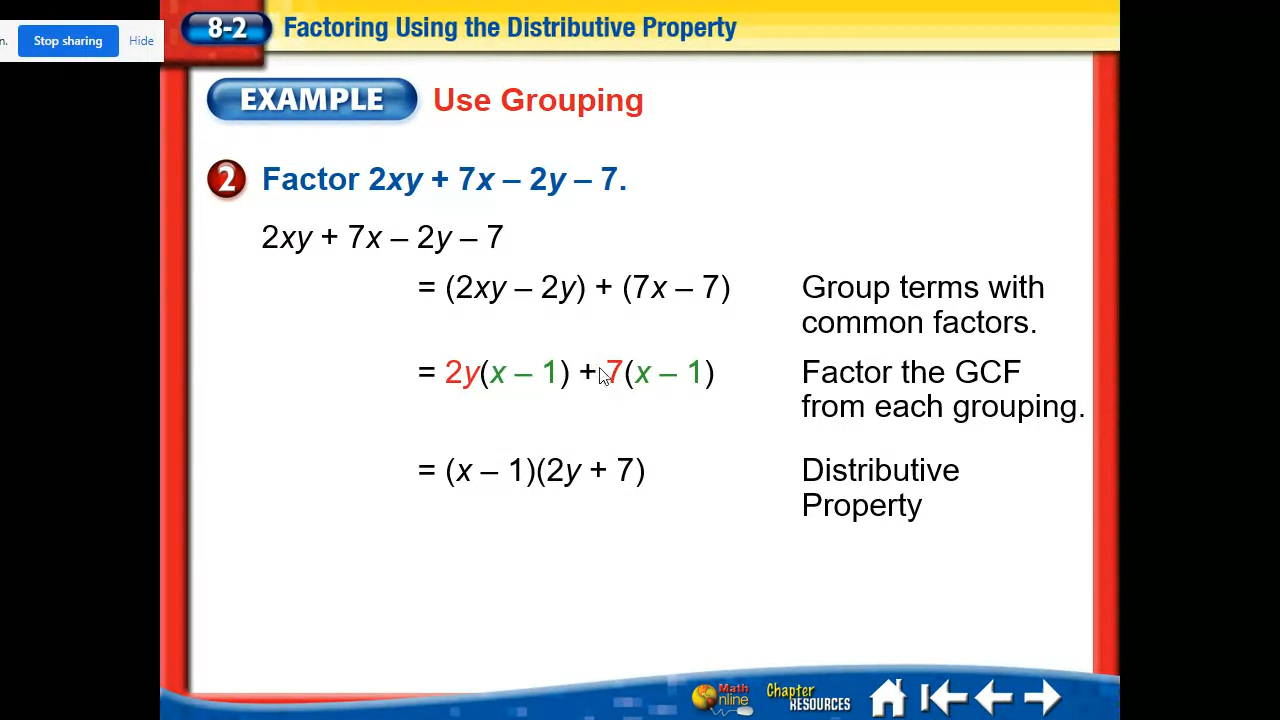 n. Stop sharing Hide
8-2 Factoring Using the Distributive Property
EXAMPLE Use Grouping
2 Factor 2xy + 7x – 2y – 7.
2xy + 7x – 2y – 7
= (2xy – 2y) + (7x – 7) Group terms with
common factors.
= 2y(x – 1) + 7(x – 1) Factor the GCF
from each grouping.
= (x – 1)(2y + 7) Distributive
Property
Math
nline
Chapter
RESOURCES